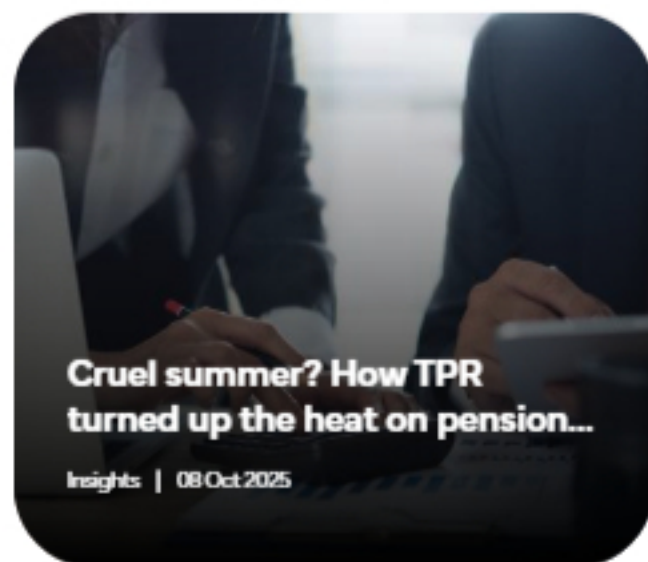 Cruel summer? How TPR
turned up the heat on pension...
Insights | 08 Oct 2025